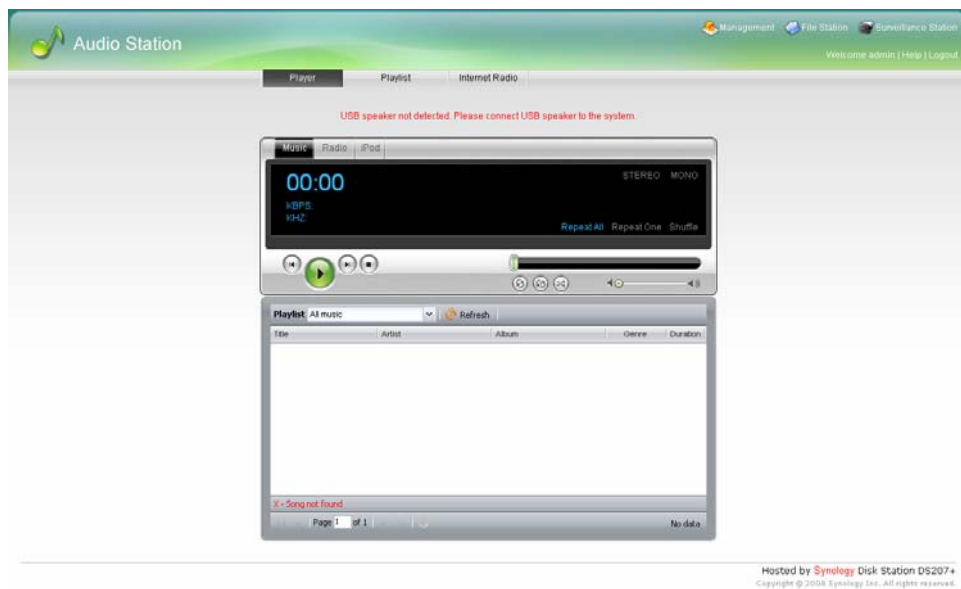 Audio Station
Management File Station Surveillance Station
Welcome admin | Help | Logout
Player Playlist Internet Radio
USB speaker not detected. Please connect USB speaker to the system.
Music Radio iPod
00:00
STEREO MONO
KBPS:
KHZ:
Repeat All Repeat One Shuffle
Playlist All music Refresh
Title Artist Album Genre Duration
X - Song not found
Page 1 of 1 No data
Hosted by Synology Disk Station DS207+
Copyright @ 2008 Synology Inc. All rights reserved.